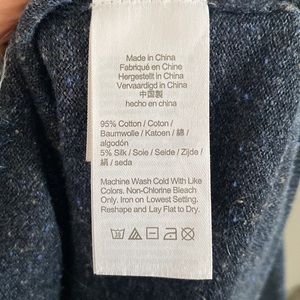 Made in China
Fabriqué en Chine
Hergestellt in China
Vervaardigd in China
中国製
hecho en china
95% Cotton / Coton /
Baumwolle / Katoen / 綿 /
algodón
5% Silk / Soie / Seide / Zijde /
絹 / seda
Machine Wash Cold With Like
Colors. Non-Chlorine Bleach
Only. Iron on Lowest Setting.
Reshape and Lay Flat to Dry.